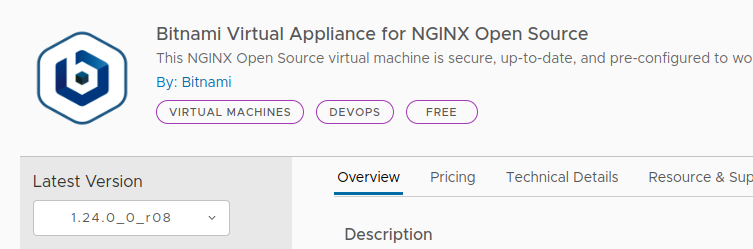 Bitnami Virtual Appliance for NGINX Open Source
This NGINX Open Source virtual machine is secure, up-to-date, and pre-configured to wo
By: Bitnami
VIRTUAL MACHINES DEVOPS FREE
Overview Pricing Technical Details Resource & Sup
Latest Version
1.24.0_0_r08
Description